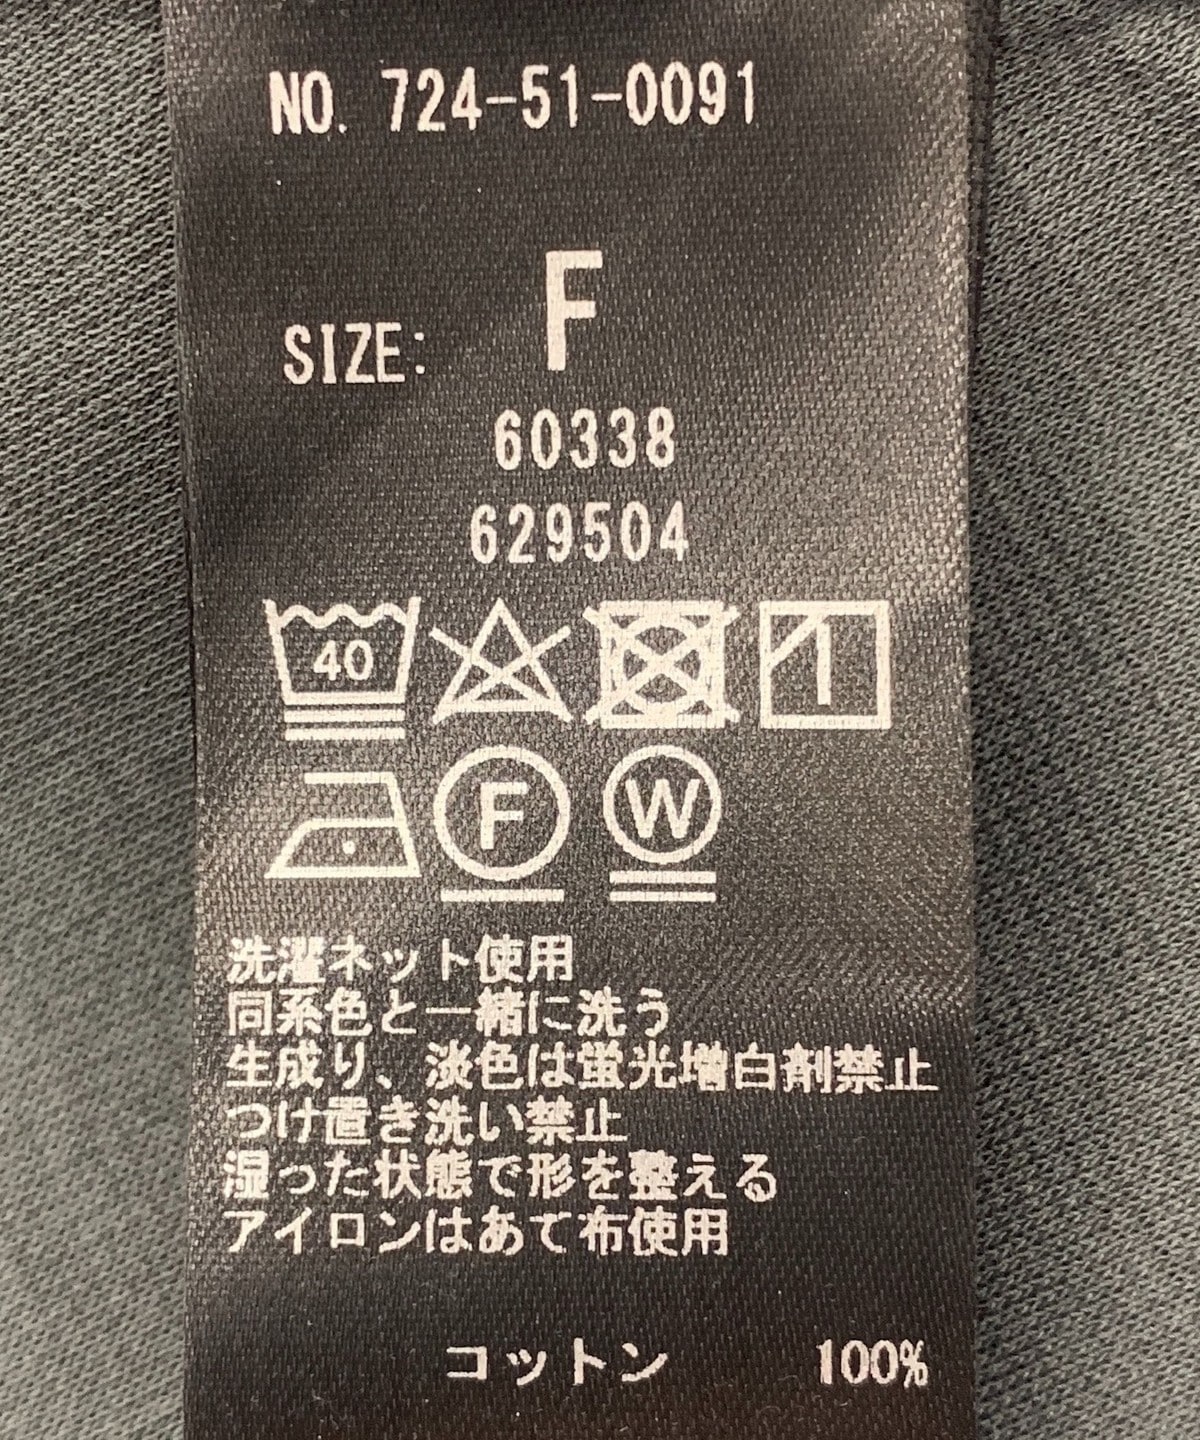 NO. 724-51-0091
SIZE: F
60338
629504
40
F W
洗濯ネット使用
同系色と一緒に洗う
生成り、淡色は蛍光増白剤禁止
つけ置き洗い禁止
湿った状態で形を整える
アイロンはあて布使用
コットン 100%